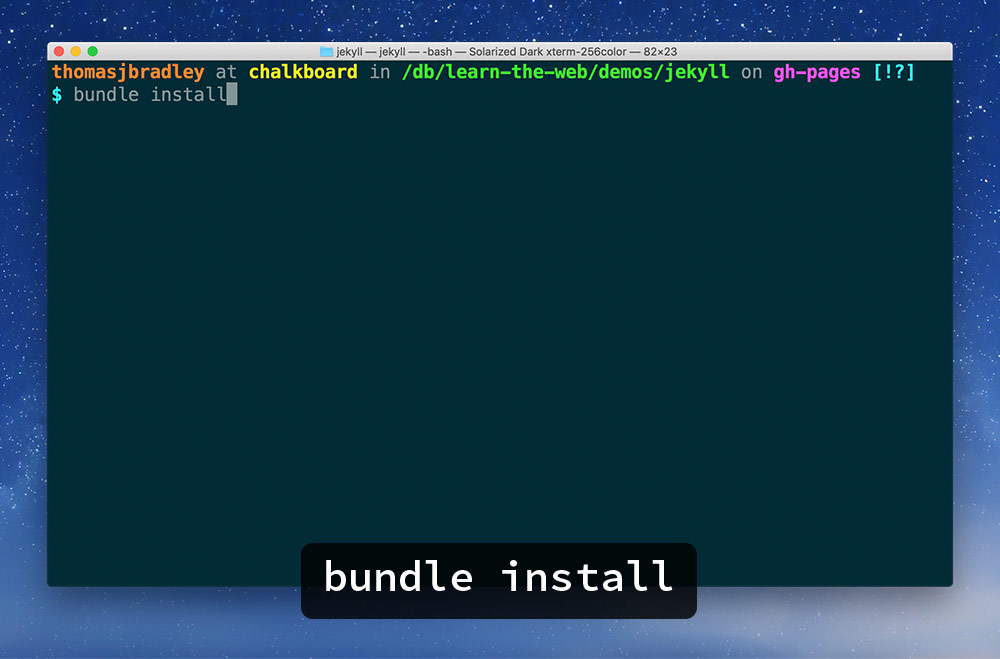 jekyll — jekyll — -bash — Solarized Dark xterm-256color — 82×23
thomasjbradley at chalkboard in /db/learn-the-web/demos/jekyll on gh-pages [!?]
$ bundle install
bundle install